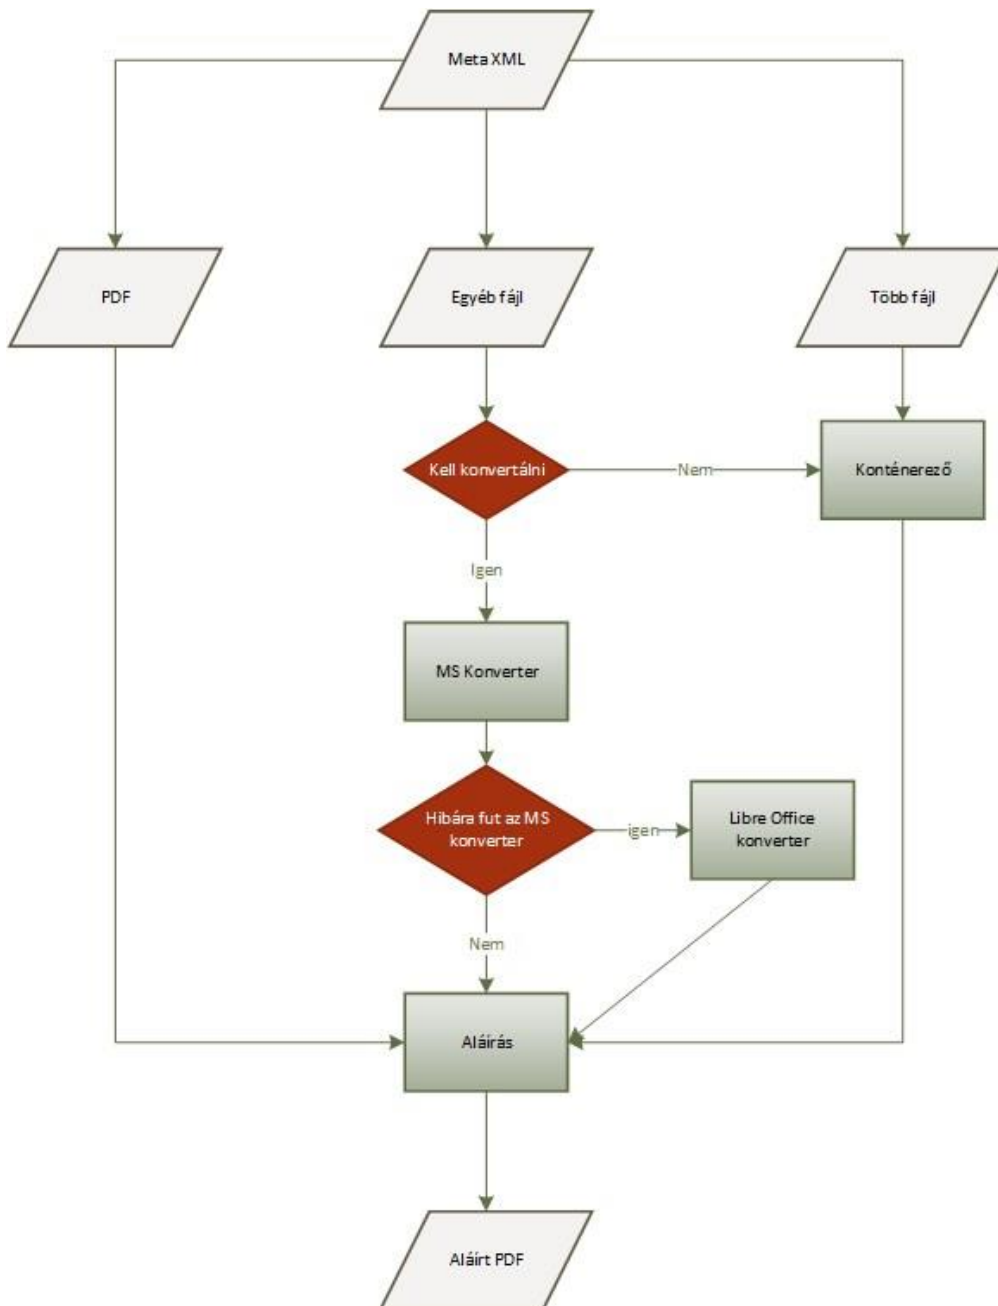 Meta XML
PDF
Egyéb fájl
Több fájl
Kell konvertálni
Nem
Konténerező
Igen
MS Konverter
Hibára fut az MS
konverter
igen
Libre Office
konverter
Nem
Aláírás
Aláírt PDF